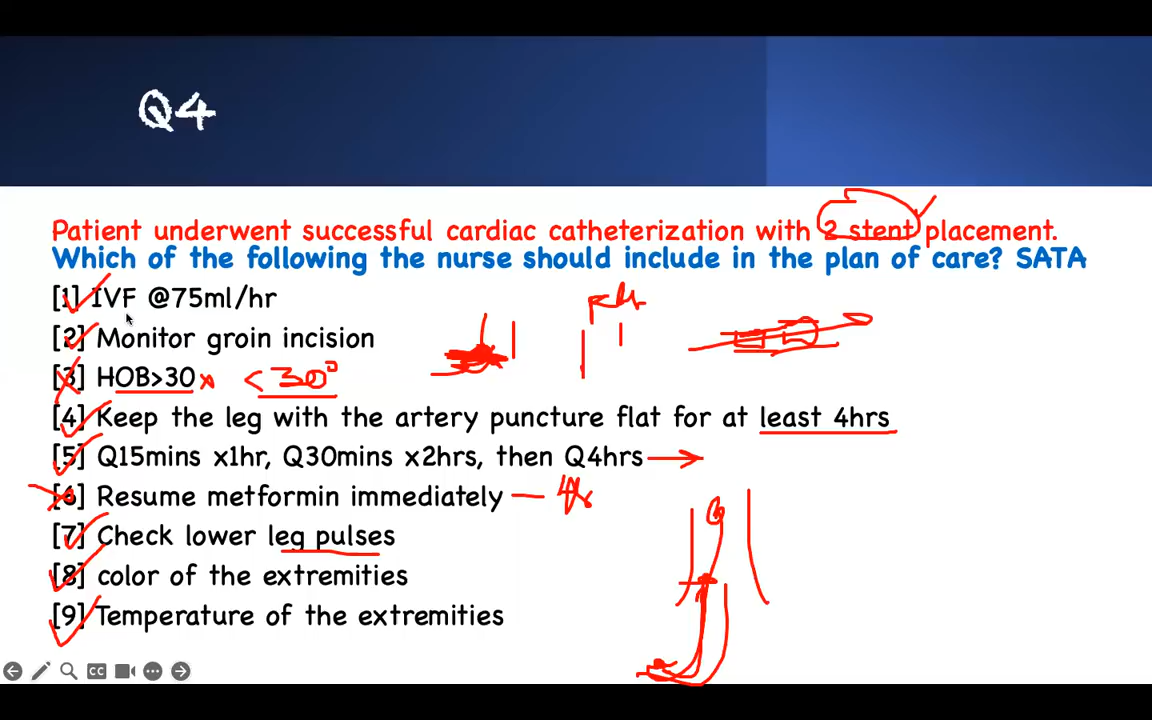 Q4
Patient underwent successful cardiac catheterization with 2 stent placement.
Which of the following the nurse should include in the plan of care? SATA
[1] IVF @75ml/hr
[2] Monitor groin incision
[3] HOB>30 x <30°
[4] Keep the leg with the artery puncture flat for at least 4hrs
[5] Q15mins x1hr, Q30mins x2hrs, then Q4hrs
[6] Resume metformin immediately
[7] Check lower leg pulses
[8] color of the extremities
[9] Temperature of the extremities
CC